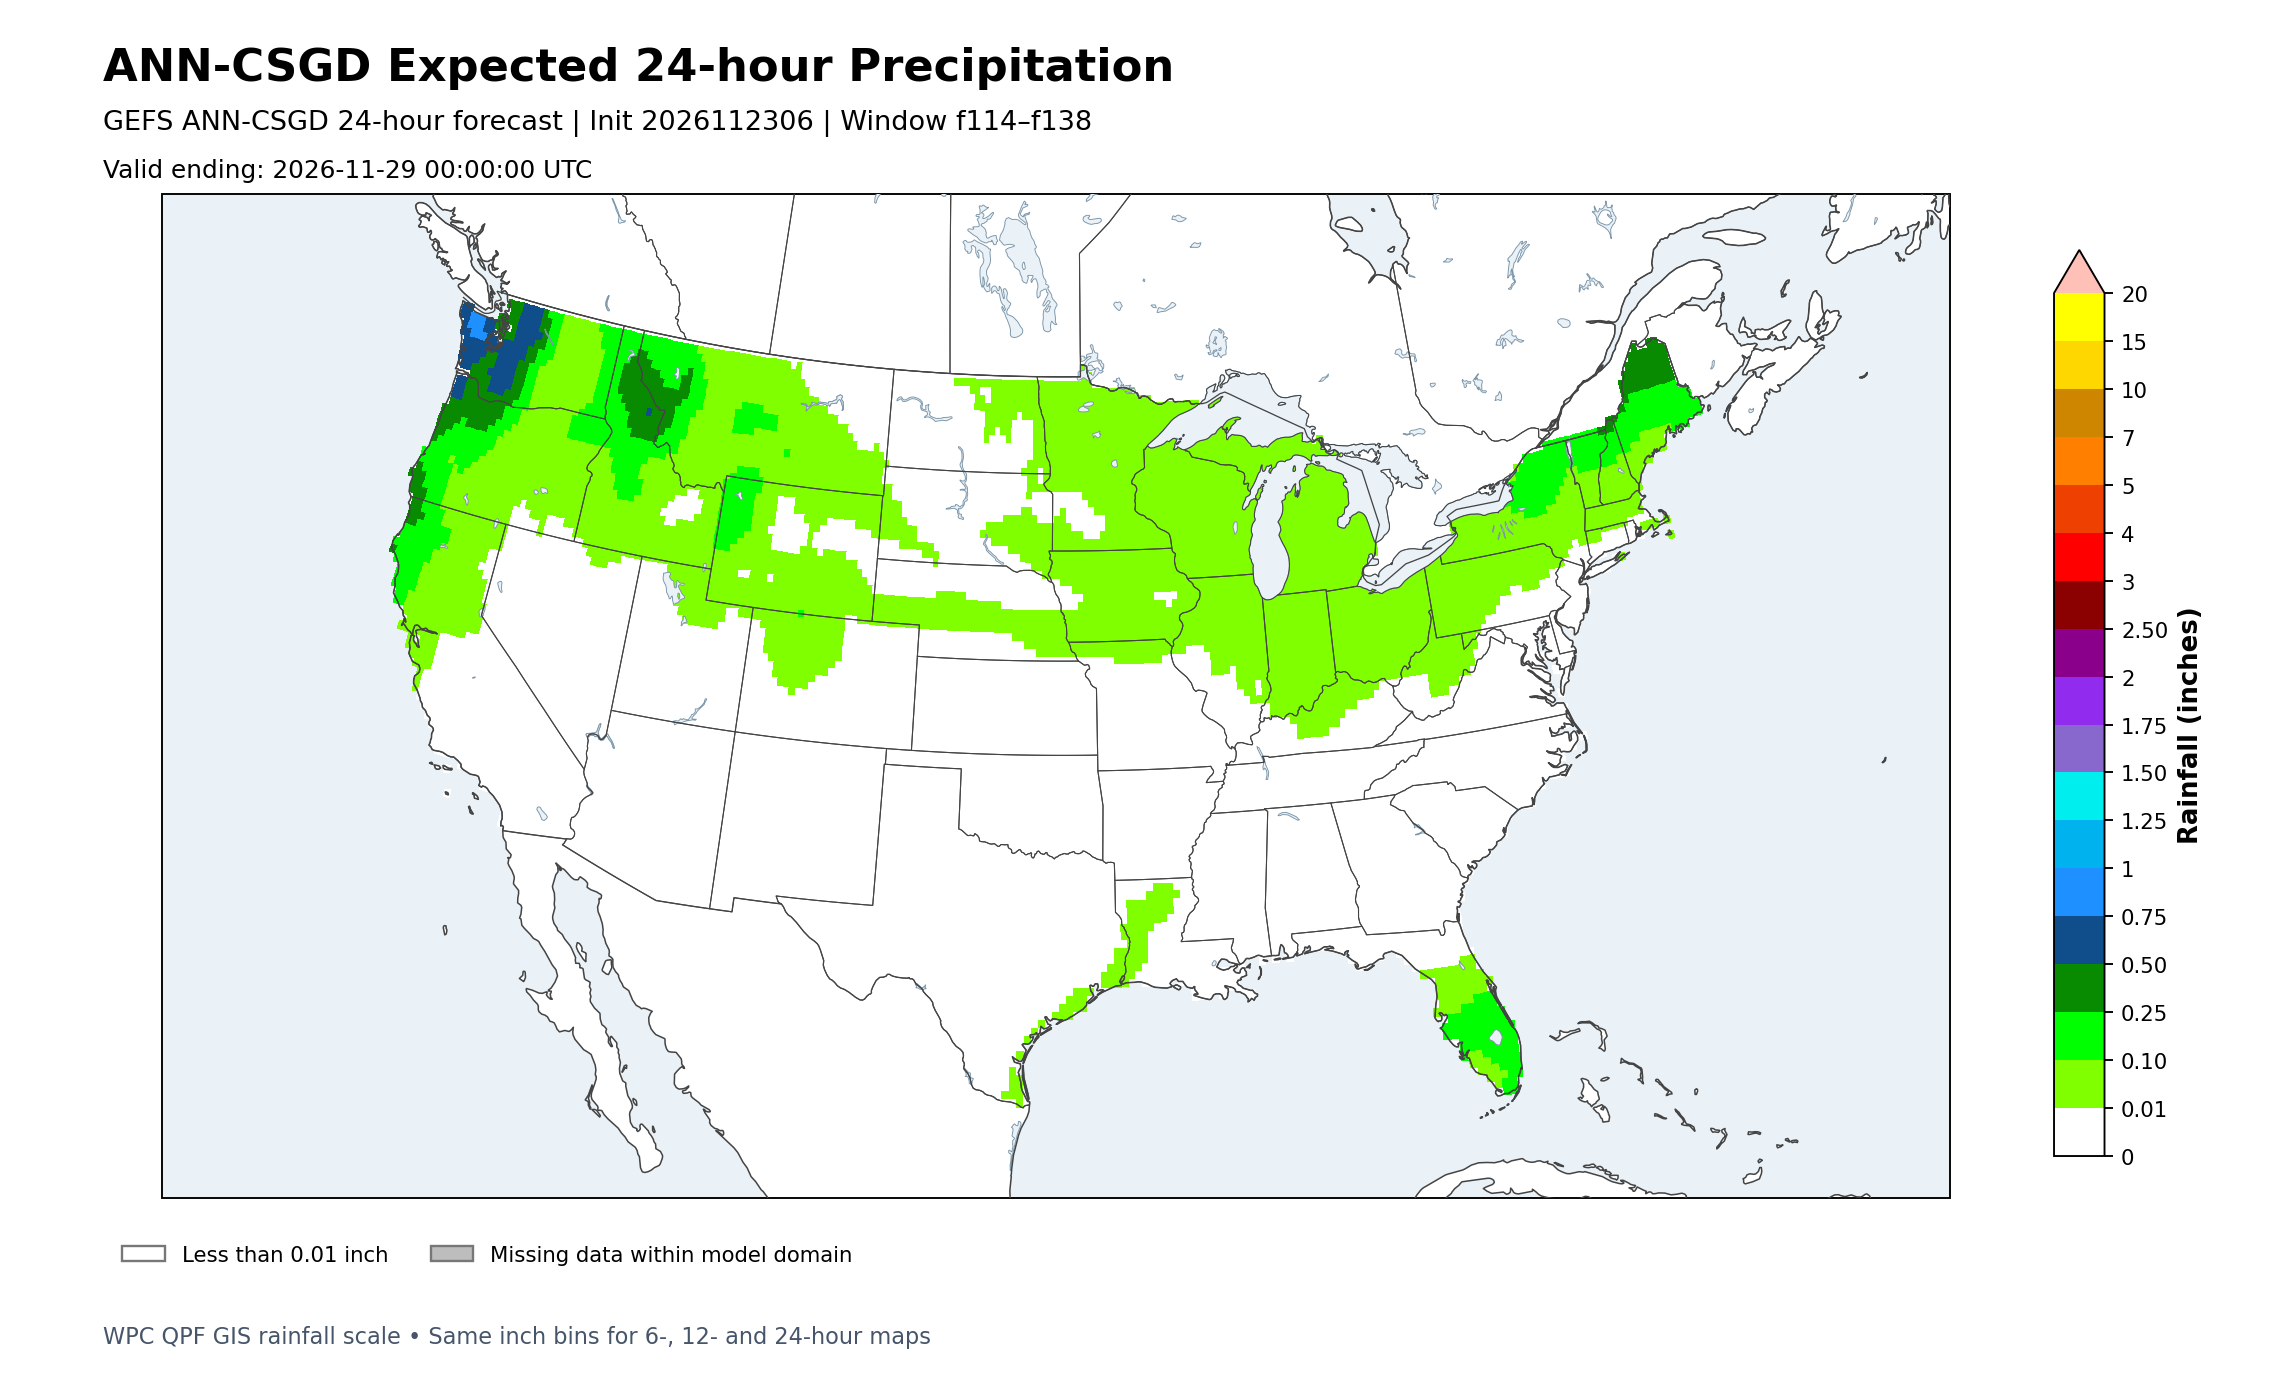 ANN-CSGD Expected 24-hour Precipitation
GEFS ANN-CSGD 24-hour forecast | Init 2026112306 | Window f114–f138
Valid ending: 2026-11-29 00:00:00 UTC
20
15
10
7
5
4
3
2.50
2
1.75
1.50
1.25
1
0.75
0.50
0.25
0.10
0.01
0
Rainfall (inches)
Less than 0.01 inch
Missing data within model domain
WPC QPF GIS rainfall scale • Same inch bins for 6-, 12- and 24-hour maps